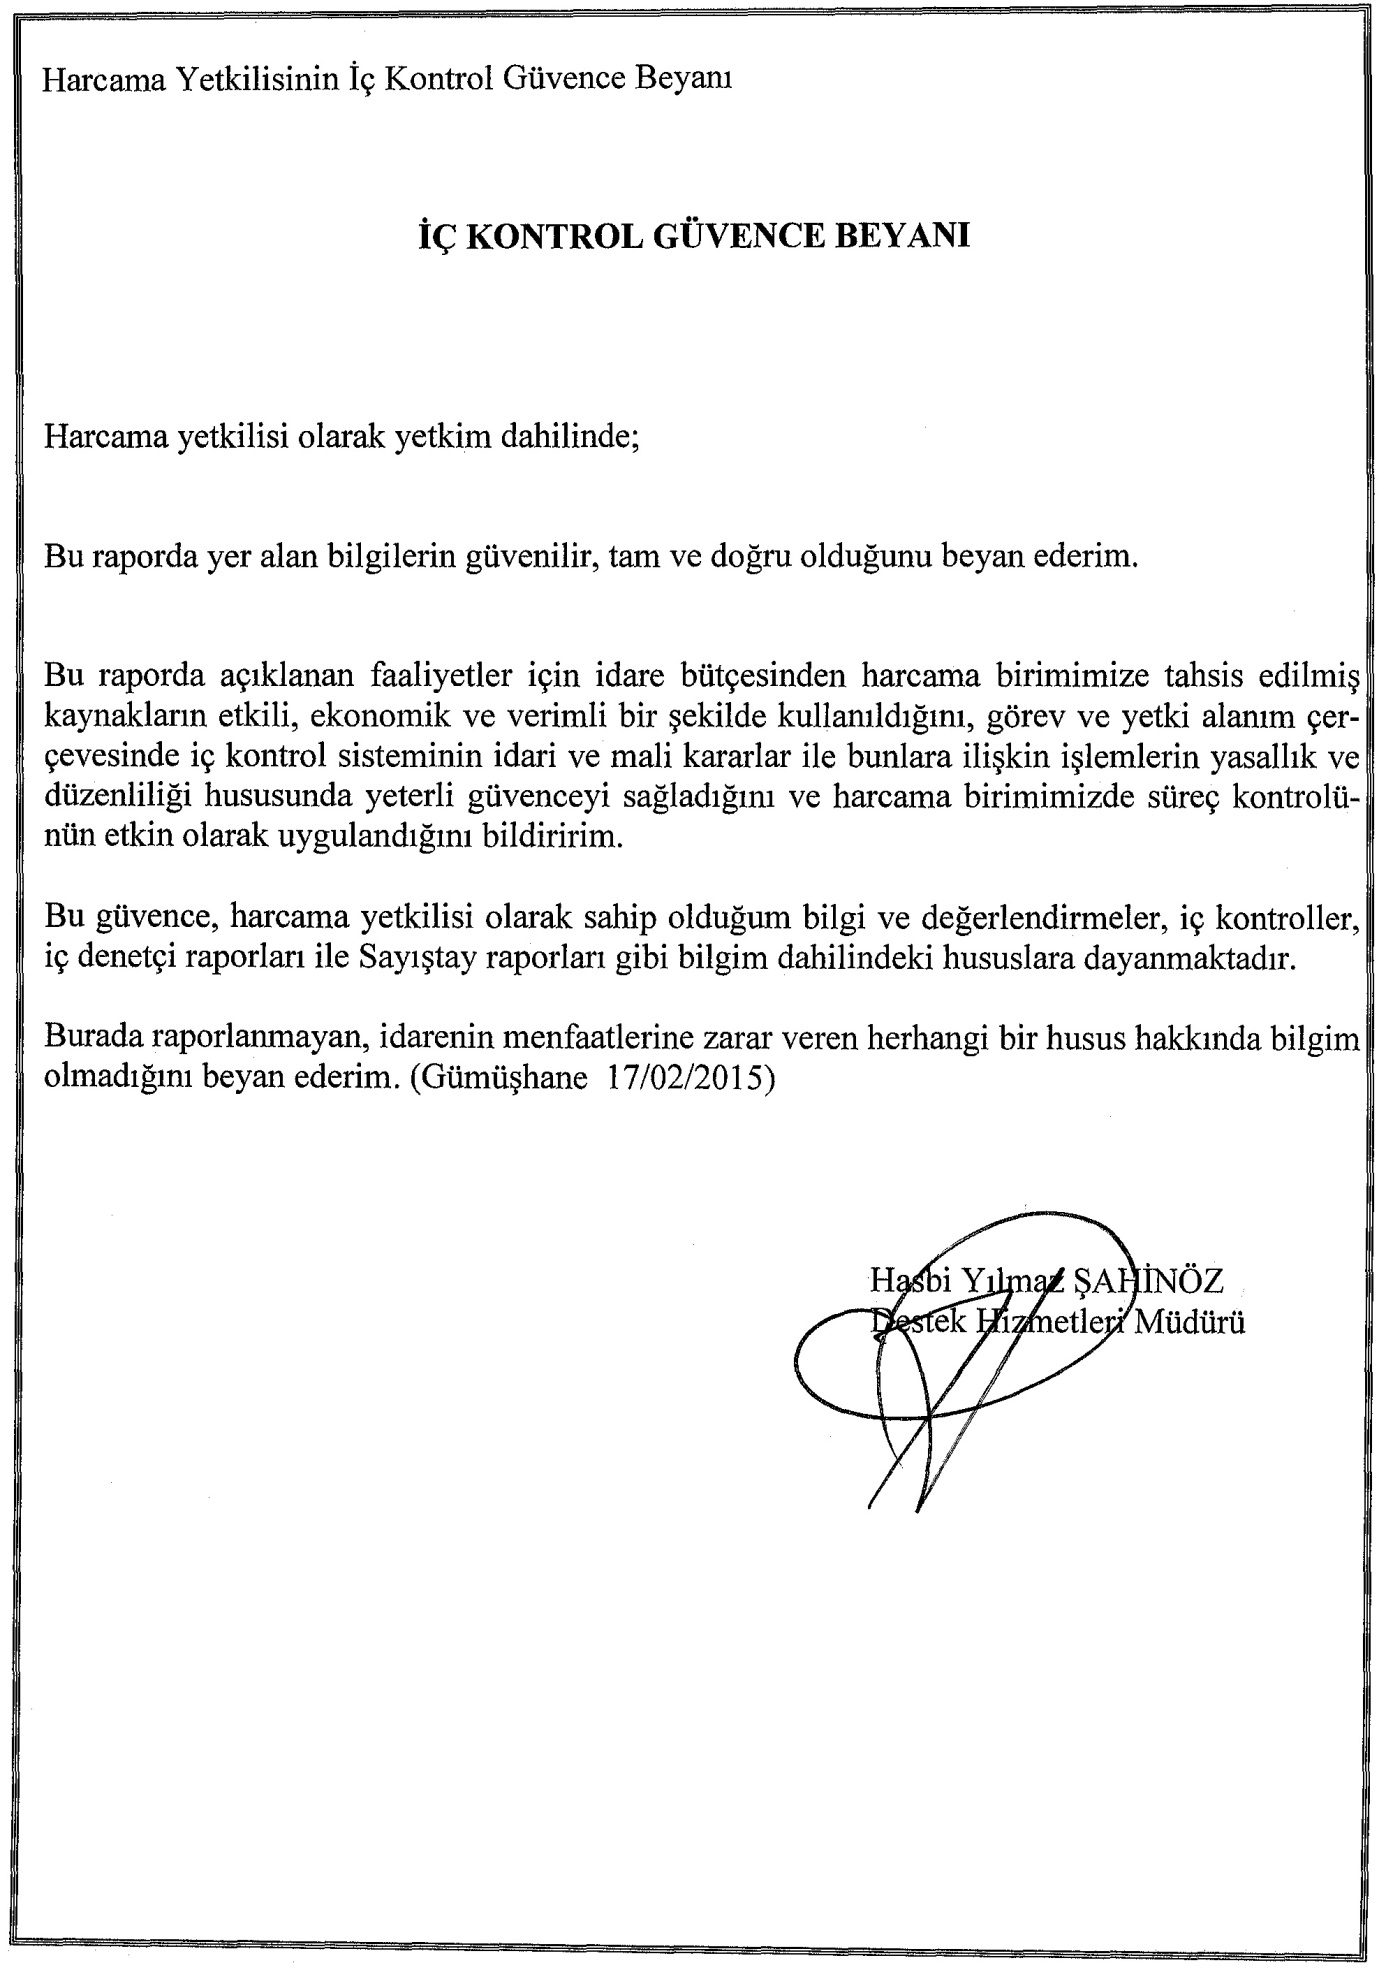 Harcama Yetkilisinin İç Kontrol Güvence Beyanı
İÇ KONTROL GÜVENCE BEYANI
Harcama yetkilisi olarak yetkim dahilinde;
Bu raporda yer alan bilgilerin güvenilir, tam ve doğru olduğunu beyan ederim.
Bu raporda açıklanan faaliyetler için idare bütçesinden harcama birimimize tahsis edilmiş
kaynakların etkili, ekonomik ve verimli bir şekilde kullanıldığını, görev ve yetki alanım çer-
çevesinde iç kontrol sisteminin idari ve mali kararlar ile bunlara ilişkin işlemlerin yasallık ve
düzenliliği hususunda yeterli güvenceyi sağladığını ve harcama birimimizde süreç kontrolü-
nün etkin olarak uygulandığını bildiririm.
Bu güvence, harcama yetkilisi olarak sahip olduğum bilgi ve değerlendirmeler, iç kontroller,
iç denetçi raporları ile Sayıştay raporları gibi bilgim dahilindeki hususlara dayanmaktadır.
Burada raporlanmayan, idarenin menfaatlerine zarar veren herhangi bir husus hakkında bilgim
olmadığını beyan ederim. (Gümüşhane 17/02/2015)
Hasbi Yılmaz ŞAHİNÖZ
Destek Hizmetleri Müdürü